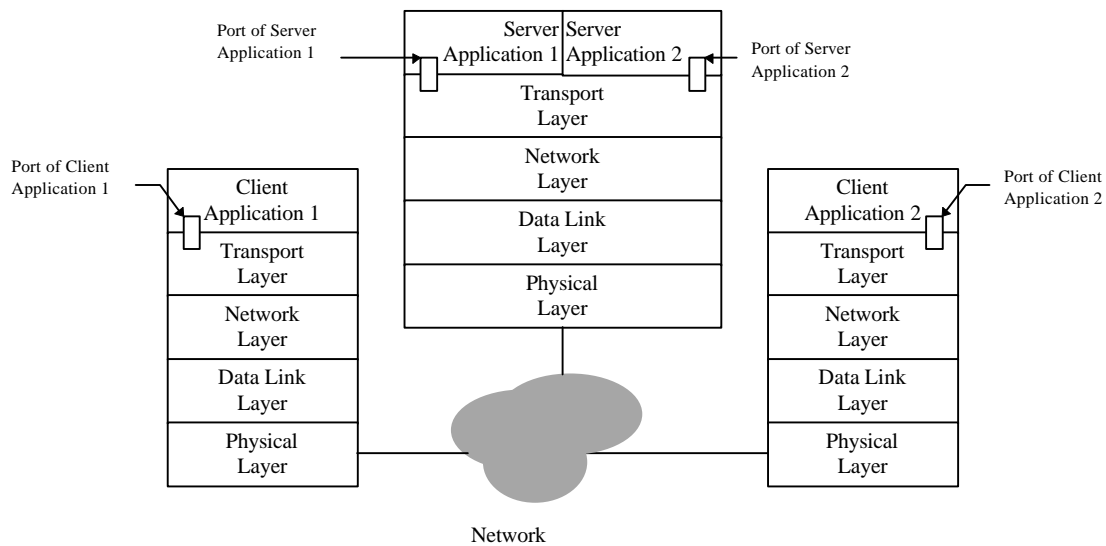 Port of Server
Application 1
Server
Application 1
Server
Application 2
Port of Server
Application 2
Transport
Layer
Network
Layer
Data Link
Layer
Physical
Layer
Port of Client
Application 1
Client
Application 1
Transport
Layer
Network
Layer
Data Link
Layer
Physical
Layer
Port of Client
Application 2
Client
Application 2
Transport
Layer
Network
Layer
Data Link
Layer
Physical
Layer
Network